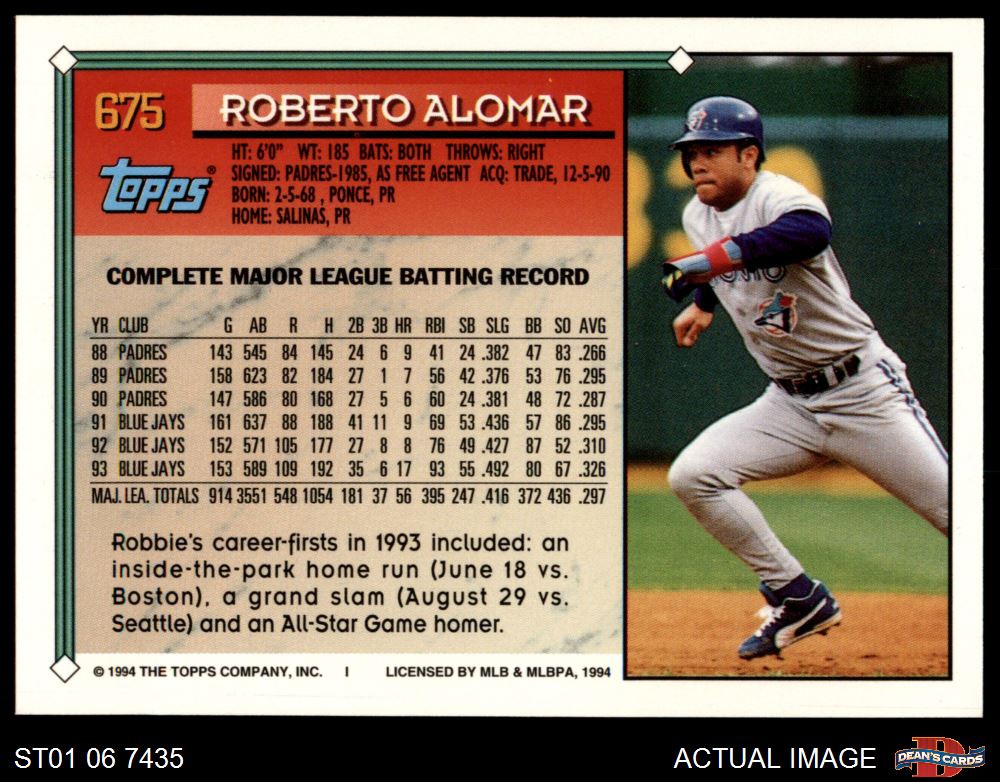 675
ROBERTO ALOMAR
TOPPS®
HT: 6'0" WT: 185 BATS: BOTH THROWS: RIGHT
SIGNED: PADRES-1985, AS FREE AGENT ACQ: TRADE, 12-5-90
BORN: 2-5-68 , PONCE, PR
HOME: SALINAS, PR
COMPLETE MAJOR LEAGUE BATTING RECORD
YR CLUB G AB R H 2B 3B HR RBI SB SLG BB SO AVG
88 PADRES 143 545 84 145 24 6 9 41 24 .382 47 83 .266
89 PADRES 158 623 82 184 27 1 7 56 42 .376 53 76 .295
90 PADRES 147 586 80 168 27 5 6 60 24 .381 48 72 .287
91 BLUE JAYS 161 637 88 188 41 11 9 69 53 .436 57 86 .295
92 BLUE JAYS 152 571 105 177 27 8 8 76 49 .427 87 52 .310
93 BLUE JAYS 153 589 109 192 35 6 17 93 55 .492 80 67 .326
MAJ. LEA. TOTALS 914 3551 548 1054 181 37 56 395 247 .416 372 436 .297
Robbie's career-firsts in 1993 included: an
inside-the-park home run (June 18 vs.
Boston), a grand slam (August 29 vs.
Seattle) and an All-Star Game homer.
© 1994 THE TOPPS COMPANY, INC. I LICENSED BY MLB & MLBPA, 1994
ST01 06 7435
ACTUAL IMAGE
D
DEAN'S CARDS